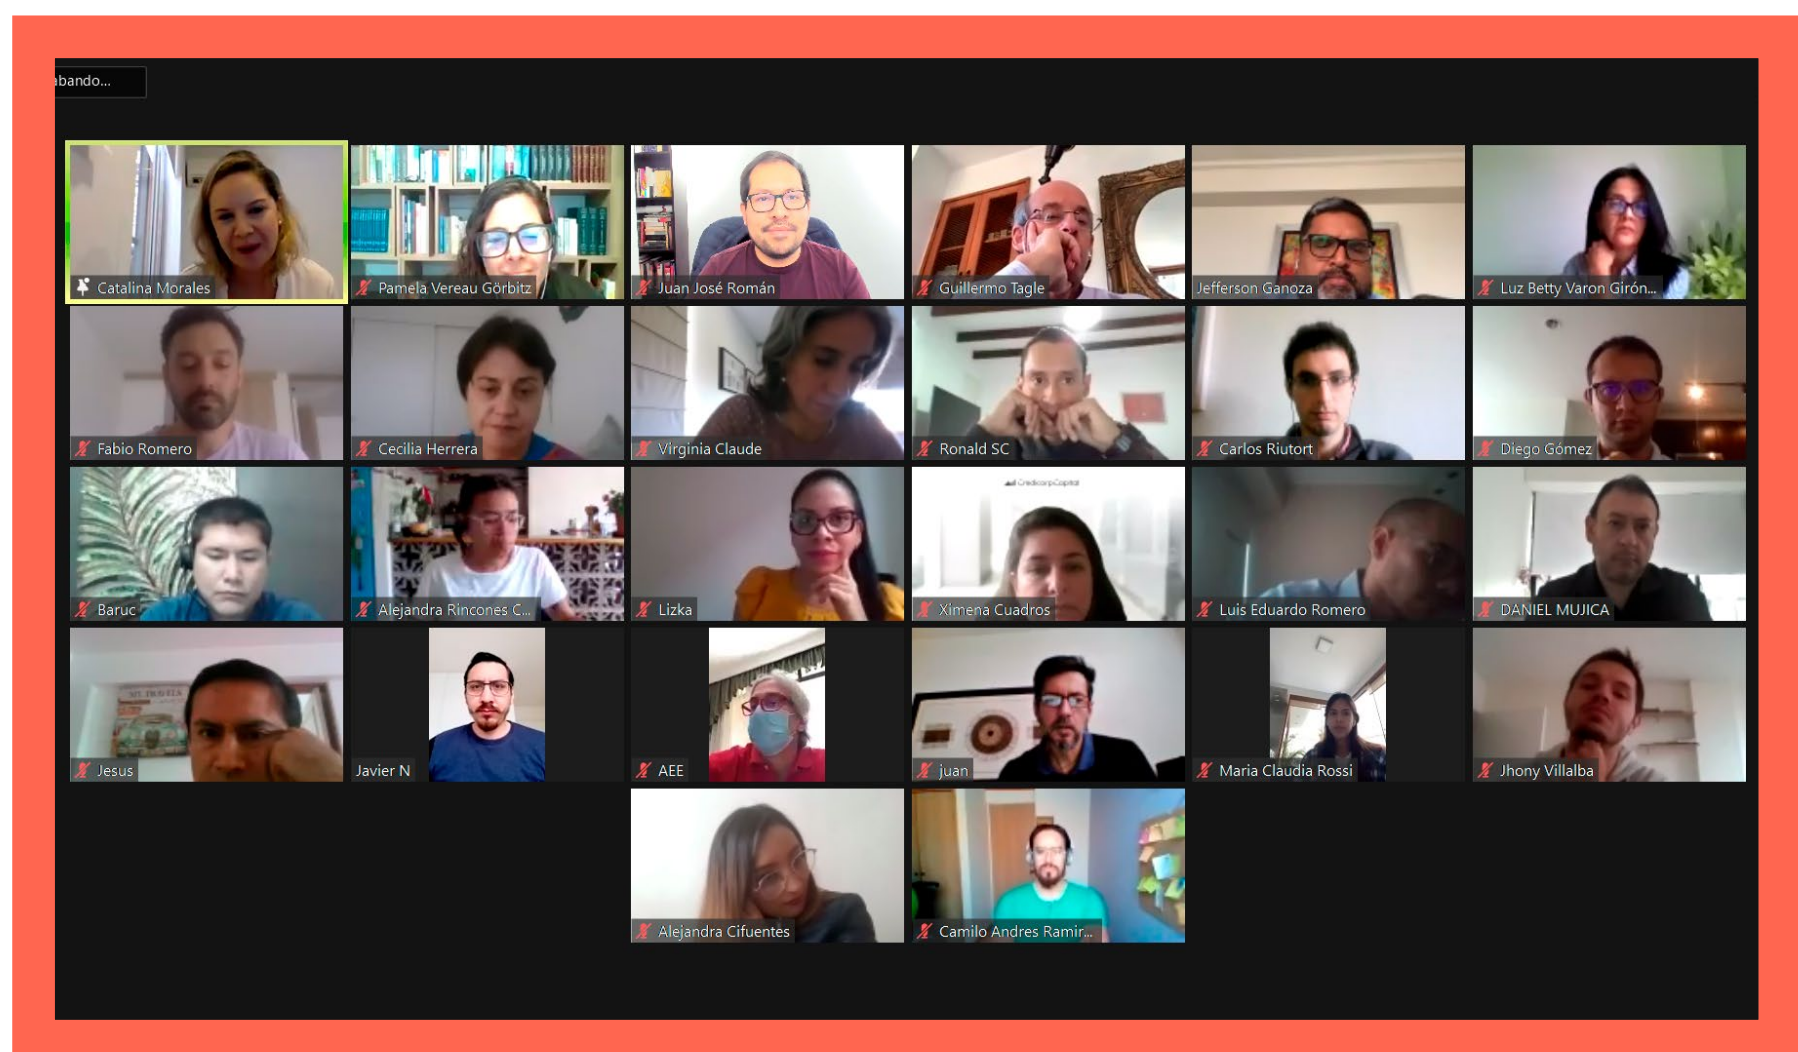 abando...
Catalina Morales
Pamela Vereau Görbitz
Juan José Román
Guillermo Tagle
Jefferson Ganoza
Luz Betty Varon Girón...
Fabio Romero
Cecilia Herrera
Virginia Claude
Ronald SC
Carlos Riutort
Diego Gómez
Baruc
Alejandra Rincones C...
Lizka
Credicorp Capital
Ximena Cuadros
Luis Eduardo Romero
DANIEL MUJICA
Jesus
Javier N
AEE
juan
Maria Claudia Rossi
Jhony Villalba
Alejandra Cifuentes
Camilo Andres Ramir...